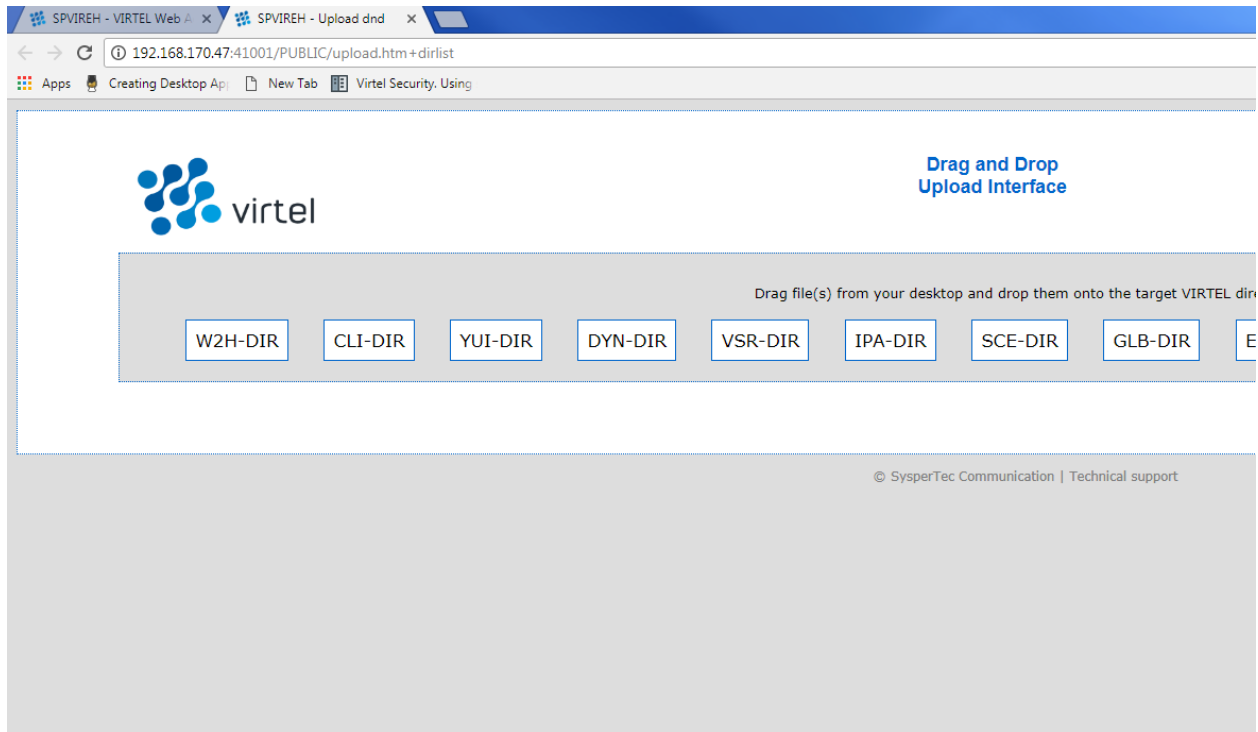 SPVIREH - VIRTEL Web A
SPVIREH - Upload dnd
192.168.170.47:41001/PUBLIC/upload.htm+dirlist
Apps
Creating Desktop Ap
New Tab
Virtel Security. Using
virtel
Drag and Drop
Upload Interface
Drag file(s) from your desktop and drop them onto the target VIRTEL dire
W2H-DIR CLI-DIR YUI-DIR DYN-DIR VSR-DIR IPA-DIR SCE-DIR GLB-DIR E
© SysperTec Communication | Technical support